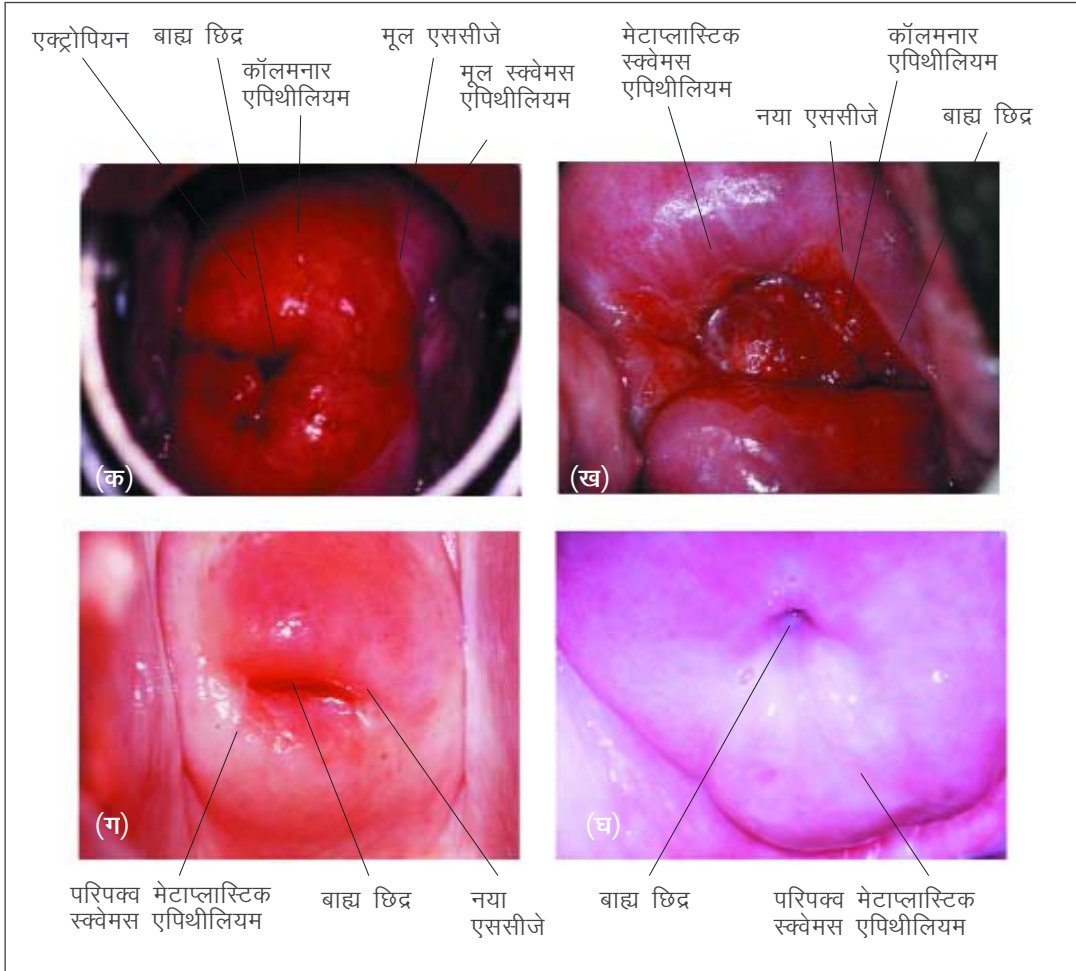 एक्ट्रोपियन
बाह्य छिद्र
कॉलमनार
एपिथीलियम
मूल एससीजे
मूल स्क्वेमस
एपिथीलियम
मेटाप्लास्टिक
स्क्वेमस
एपिथीलियम
नया एससीजे
कॉलमनार
एपिथीलियम
बाह्य छिद्र
(क)
(ख)
(ग)
(घ)
परिपक्व मेटाप्लास्टिक
स्क्वेमस एपिथीलियम
बाह्य छिद्र
नया
एससीजे
बाह्य छिद्र
परिपक्व मेटाप्लास्टिक
स्क्वेमस एपिथीलियम